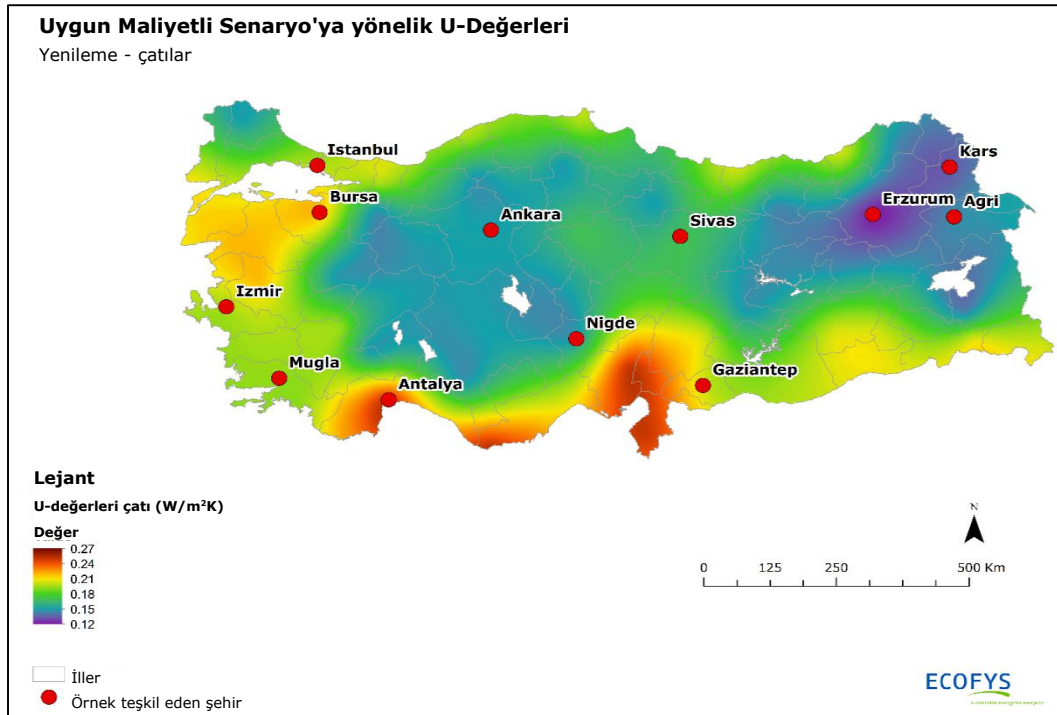 Uygun Maliyetli Senaryo'ya yönelik U-Değerleri
Yenileme - çatılar
Istanbul
Kars
Bursa
Erzurum
Agri
Ankara
Sivas
Izmir
Nigde
Mugla
Gaziantep
Antalya
Lejant
U-değerleri çatı (W/m²K)
Değer
0.27
0.24
0.21
0.18
0.15
0.12
N
0 125 250 500 Km
İller
Örnek teşkil eden şehir
ECOFYS